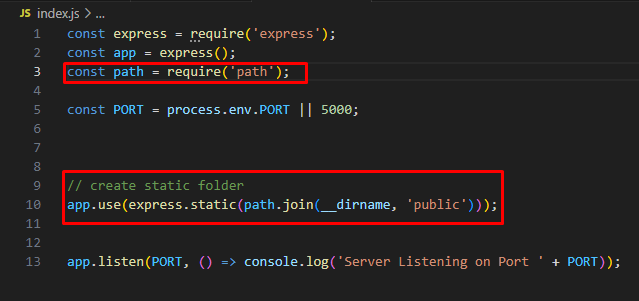 JS index.js > ...
1 const express = require('express');
2 const app = express();
3 const path = require('path');
4
5 const PORT = process.env.PORT || 5000;
6
7
8
9 // create static folder
10 app.use(express.static(path.join(__dirname, 'public')));
11
12
13 app.listen(PORT, () => console.log('Server Listening on Port ' + PORT));